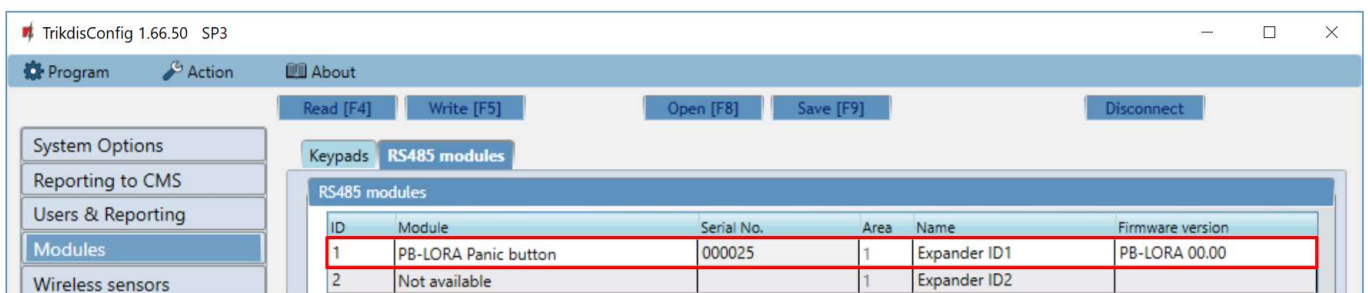 TrikdisConfig 1.66.50 SP3
Program Action About
Read [F4] Write [F5] Open [F8] Save [F9] Disconnect
System Options
Reporting to CMS
Users & Reporting
Modules
Wireless sensors
Keypads RS485 modules
RS485 modules
ID Module Serial No. Area Name Firmware version
1 PB-LORA Panic button 000025 1 Expander ID1 PB-LORA 00.00
2 Not available 1 Expander ID2